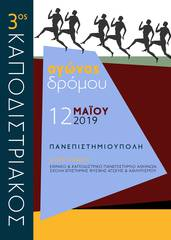 3ος ΚΑΠΟΔΙΣΤΡΙΑΚΟΣ
αγώνας
δρόμου
12 ΜΑΪΟΥ
2019
ΠΑΝΕΠΙΣΤΗΜΙΟΥΠΟΛΗ
ΕΘΝΙΚΟ & ΚΑΠΟΔΙΣΤΡΙΑΚΟ ΠΑΝΕΠΙΣΤΗΜΙΟ ΑΘΗΝΩΝ
ΣΧΟΛΗ ΕΠΙΣΤΗΜΗΣ ΦΥΣΙΚΗΣ ΑΓΩΓΗΣ & ΑΘΛΗΤΙΣΜΟΥ